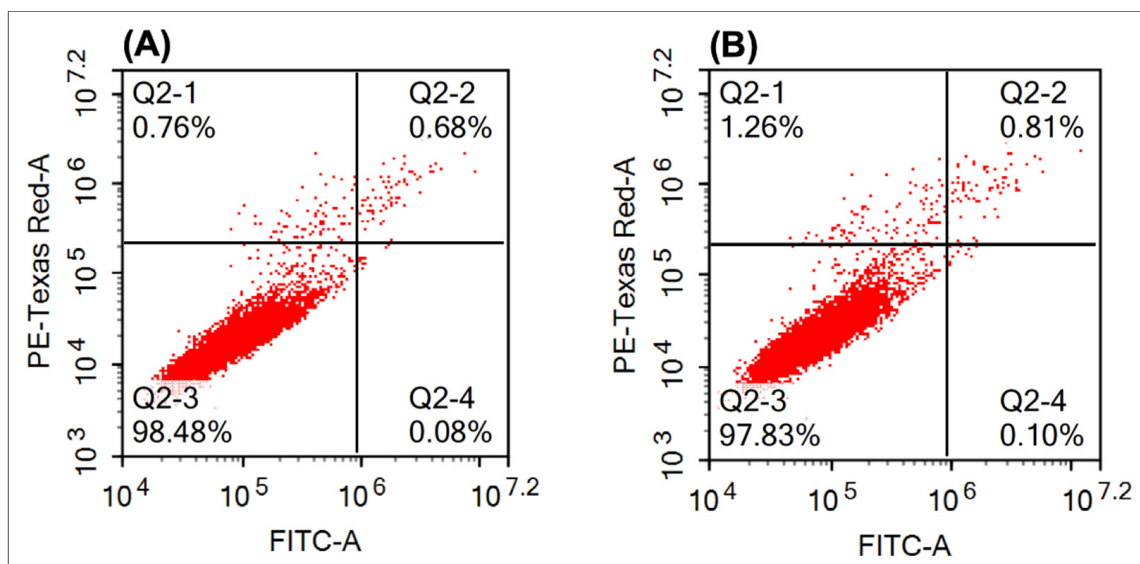 (A)
10^7.2
10^7
10^6
10^5
10^4
10^3
PE-Texas Red-A
Q2-1
0.76%
Q2-2
0.68%
Q2-3
98.48%
Q2-4
0.08%
10^4
10^5
10^6
10^7.2
FITC-A
(B)
10^7.2
10^7
10^6
10^5
10^4
10^3
PE-Texas Red-A
Q2-1
1.26%
Q2-2
0.81%
Q2-3
97.83%
Q2-4
0.10%
10^4
10^5
10^6
10^7.2
FITC-A